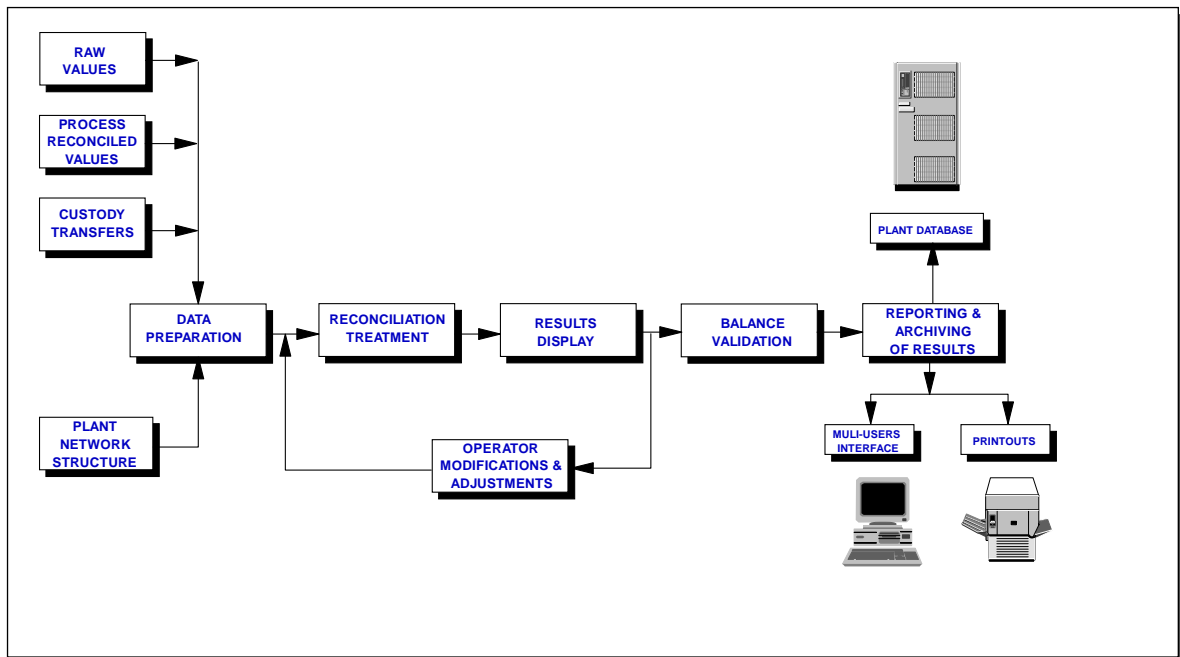 RAW
VALUES
PROCESS
RECONCILED
VALUES
CUSTODY
TRANSFERS
PLANT DATABASE
DATA
PREPARATION
RECONCILIATION
TREATMENT
RESULTS
DISPLAY
BALANCE
VALIDATION
REPORTING &
ARCHIVING
OF RESULTS
PLANT
NETWORK
STRUCTURE
OPERATOR
MODIFICATIONS &
ADJUSTMENTS
MULI-USERS
INTERFACE
PRINTOUTS